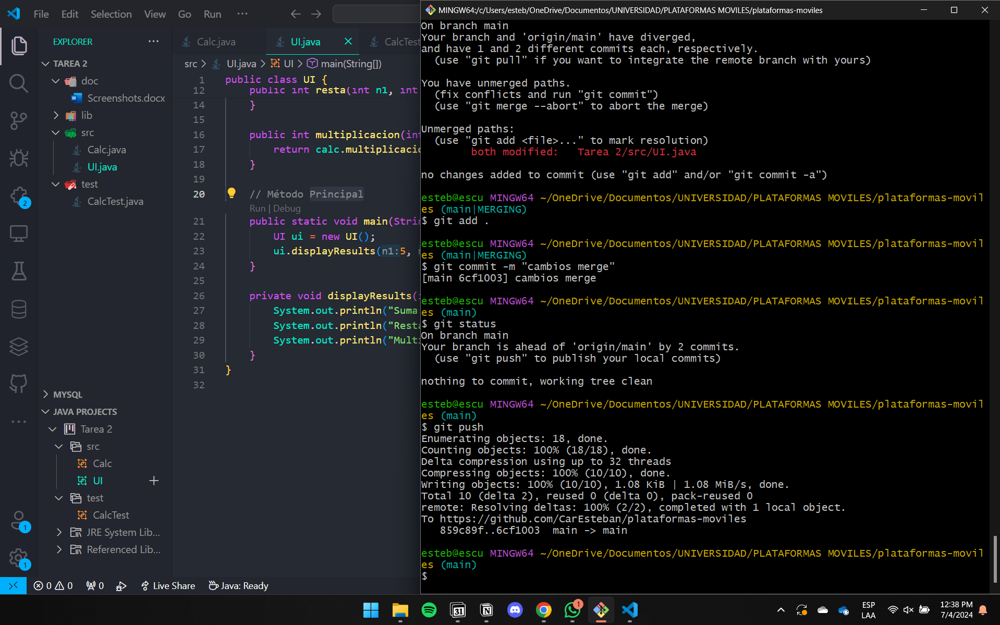 File Edit Selection View Go Run
EXPLORER
TAREA 2
doc
Screenshots.docx
lib
src
Calc.java
UI.java
test
CalcTest.java
2
MYSQL
JAVA PROJECTS
Tarea 2
src
Calc
UI
test
CalcTest
JRE System Lib...
Referenced Lib...
1
1
Calc.java UI.java CalcTest
src > UI.java > UI > main(String[])
1 public class UI {
12 public int resta(int n1, int
14 }
15
16 public int multiplicacion(int
17 return calc.multiplicacio
18 }
19
20 // Método Principal
Run | Debug
21 public static void main(Strin
22 UI ui = new UI();
23 ui.displayResults(n1:5,
24 }
25
26 private void displayResults(
27 System.out.println("Suma
28 System.out.println("Resta
29 System.out.println("Multi
30 }
31 }
32
0 0 0 Live Share Java: Ready
MINGW64:/c/Users/esteb/OneDrive/Documentos/UNIVERSIDAD/PLATAFORMAS MOVILES/plataformas-moviles
On branch main
Your branch and 'origin/main' have diverged,
and have 1 and 2 different commits each, respectively.
(use "git pull" if you want to integrate the remote branch with yours)
You have unmerged paths.
(fix conflicts and run "git commit")
(use "git merge --abort" to abort the merge)
Unmerged paths:
(use "git add <file>..." to mark resolution)
both modified: Tarea 2/src/UI.java
no changes added to commit (use "git add" and/or "git commit -a")
esteb@escu MINGW64 ~/OneDrive/Documentos/UNIVERSIDAD/PLATAFORMAS MOVILES/plataformas-movil
es (main|MERGING)
$ git add .
esteb@escu MINGW64 ~/OneDrive/Documentos/UNIVERSIDAD/PLATAFORMAS MOVILES/plataformas-movil
es (main|MERGING)
$ git commit -m "cambios merge"
[main 6cf1003] cambios merge
esteb@escu MINGW64 ~/OneDrive/Documentos/UNIVERSIDAD/PLATAFORMAS MOVILES/plataformas-movil
es (main)
$ git status
On branch main
Your branch is ahead of 'origin/main' by 2 commits.
(use "git push" to publish your local commits)
nothing to commit, working tree clean
esteb@escu MINGW64 ~/OneDrive/Documentos/UNIVERSIDAD/PLATAFORMAS MOVILES/plataformas-movil
es (main)
$ git push
Enumerating objects: 18, done.
Counting objects: 100% (18/18), done.
Delta compression using up to 32 threads
Compressing objects: 100% (10/10), done.
Writing objects: 100% (10/10), 1.08 KiB | 1.08 MiB/s, done.
Total 10 (delta 2), reused 0 (delta 0), pack-reused 0
remote: Resolving deltas: 100% (2/2), completed with 1 local object.
To https://github.com/CarEsteban/plataformas-moviles
859c89f..6cf1003 main -> main
esteb@escu MINGW64 ~/OneDrive/Documentos/UNIVERSIDAD/PLATAFORMAS MOVILES/plataformas-movil
es (main)
$
31
1
ESP
LAA
12:38 PM
7/4/2024